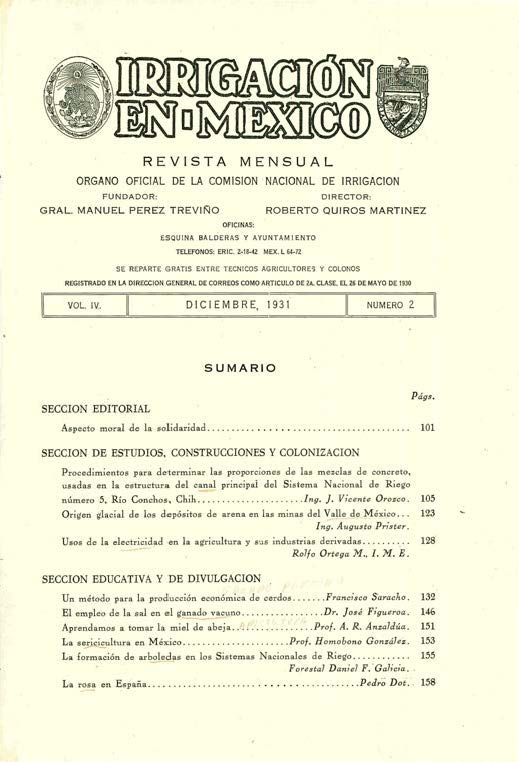 IRRIGACIÓN
EN-MEXICO
REVISTA MENSUAL
ORGANO OFICIAL DE LA COMISION NACIONAL DE IRRIGACION
FUNDADOR: DIRECTOR:
GRAL. MANUEL PEREZ TREVIÑO ROBERTO QUIROS MARTINEZ
OFICINAS:
ESQUINA BALDERAS Y AYUNTAMIENTO
TELEFONOS: ERIC. 2-18-42 MEX. L 64-72
SE REPARTE GRATIS ENTRE TECNICOS AGRICULTORES Y COLONOS
REGISTRADO EN LA DIRECCION GENERAL DE CORREOS COMO ARTICULO DE 2A. CLASE, EL 26 DE MAYO DE 1930
VOL. IV. DICIEMBRE, 1931 NUMERO 2
SUMARIO
Págs.
SECCION EDITORIAL
Aspecto moral de la solidaridad........................................ 101
SECCION DE ESTUDIOS, CONSTRUCCIONES Y COLONIZACION
Procedimientos para determinar las proporciones de las mezclas de concreto,
usadas en la estructura del canal principal del Sistema Nacional de Riego
número 5, Río Conchos, Chih.....................Ing. J. Vicente Orozco. 105
Origen glacial de los depósitos de arena en las minas del Valle de México... 123
Ing. Augusto Prister.
Usos de la electricidad en la agricultura y sus industrias derivadas.......... 128
Rolfo Ortega M., I. M. E.
SECCION EDUCATIVA Y DE DIVULGACION
Un método para la producción económica de cerdos......Francisco Saracho. 132
El empleo de la sal en el ganado vacuno................Dr. José Figueroa. 146
Aprendamos a tomar la miel de abeja................Prof. A. R. Anzaldúa. 151
La sericicultura en México.....................Prof. Homobono González. 153
La formación de arboledas en los Sistemas Nacionales de Riego........... 155
Forestal Daniel F. Galicia.
La rosa en España.........................................Pedro Dot. 158